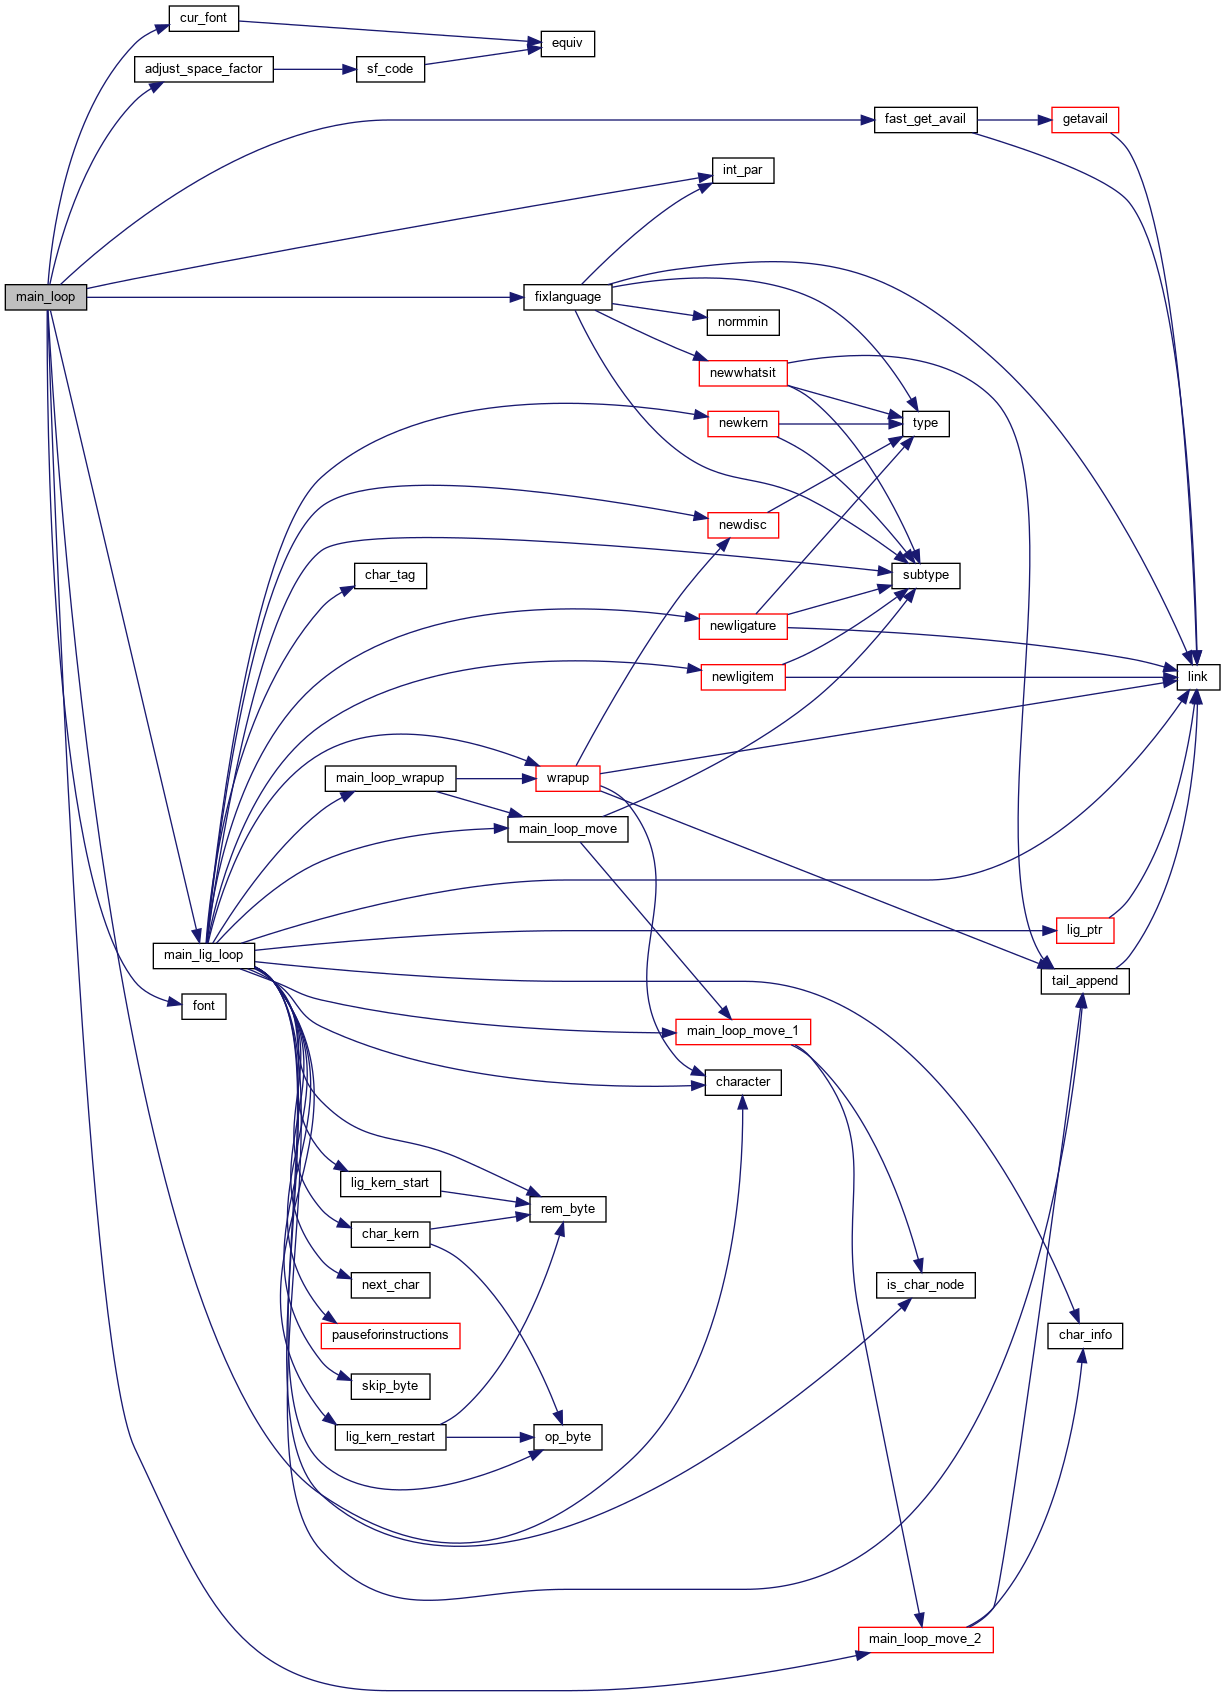 cur_font
equiv
adjust_space_factor
sf_code
fast_get_avail
getavail
int_par
main_loop
fixlanguage
normmin
newwhatsit
newkern
type
newdisc
char_tag
subtype
newligature
newligitem
link
main_loop_wrapup
wrapup
main_loop_move
lig_ptr
main_lig_loop
tail_append
font
main_loop_move_1
character
lig_kern_start
rem_byte
char_kern
next_char
is_char_node
pauseforinstructions
char_info
skip_byte
lig_kern_restart
op_byte
main_loop_move_2